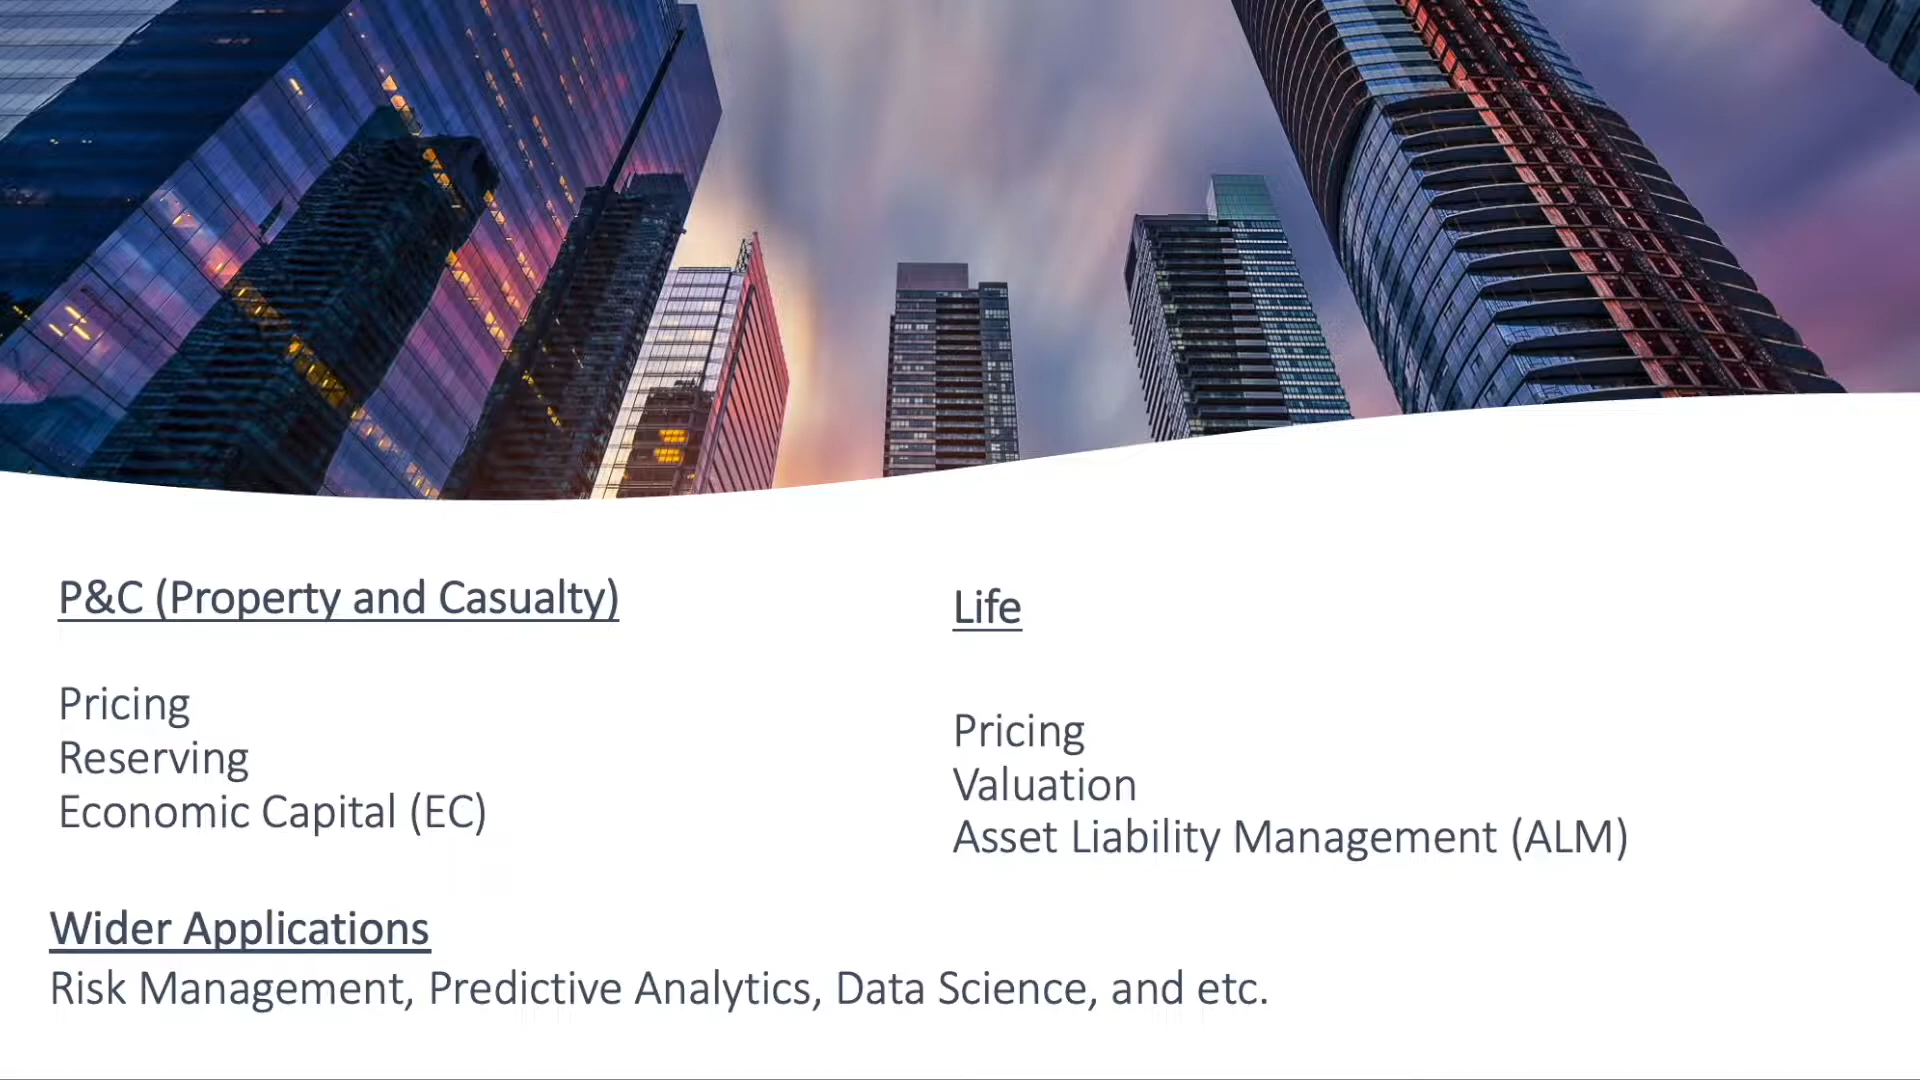 P&C (Property and Casualty)
Pricing
Reserving
Economic Capital (EC)
Life
Pricing
Valuation
Asset Liability Management (ALM)
Wider Applications
Risk Management, Predictive Analytics, Data Science, and etc.